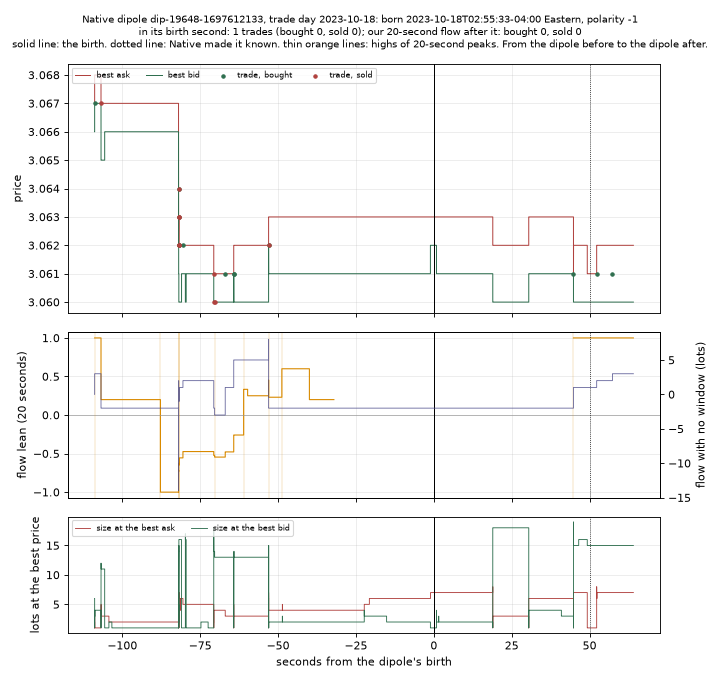 Native dipole dip-19648-1697612133, trade day 2023-10-18: born 2023-10-18T02:55:33-04:00 Eastern, polarity -1
in its birth second: 1 trades (bought 0, sold 0); our 20-second flow after it: bought 0, sold 0
solid line: the birth. dotted line: Native made it known. thin orange lines: highs of 20-second peaks. From the dipole before to the dipole after.
best ask best bid trade, bought trade, sold
3.068
3.067
3.066
3.065
3.064
3.063
3.062
3.061
3.060
price
1.0
0.5
0.0
−0.5
−1.0
flow lean (20 seconds)
5
0
−5
−10
−15
flow with no window (lots)
size at the best ask size at the best bid
15
10
5
lots at the best price
−100 −75 −50 −25 0 25 50
seconds from the dipole's birth